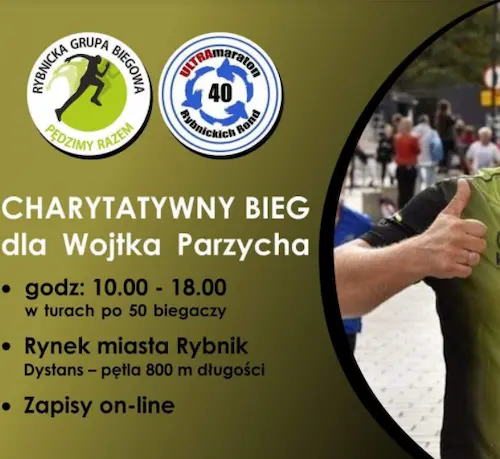 RYBNICKA GRUPA BIEGOWA
PĘDZIMY RAZEM
ULTRAmaraton
40
Rybnickich Rond
CHARYTATYWNY BIEG
dla Wojtka Parzycha
• godz: 10.00 - 18.00
w turach po 50 biegaczy
• Rynek miasta Rybnik
Dystans – pętla 800 m długości
• Zapisy on-line